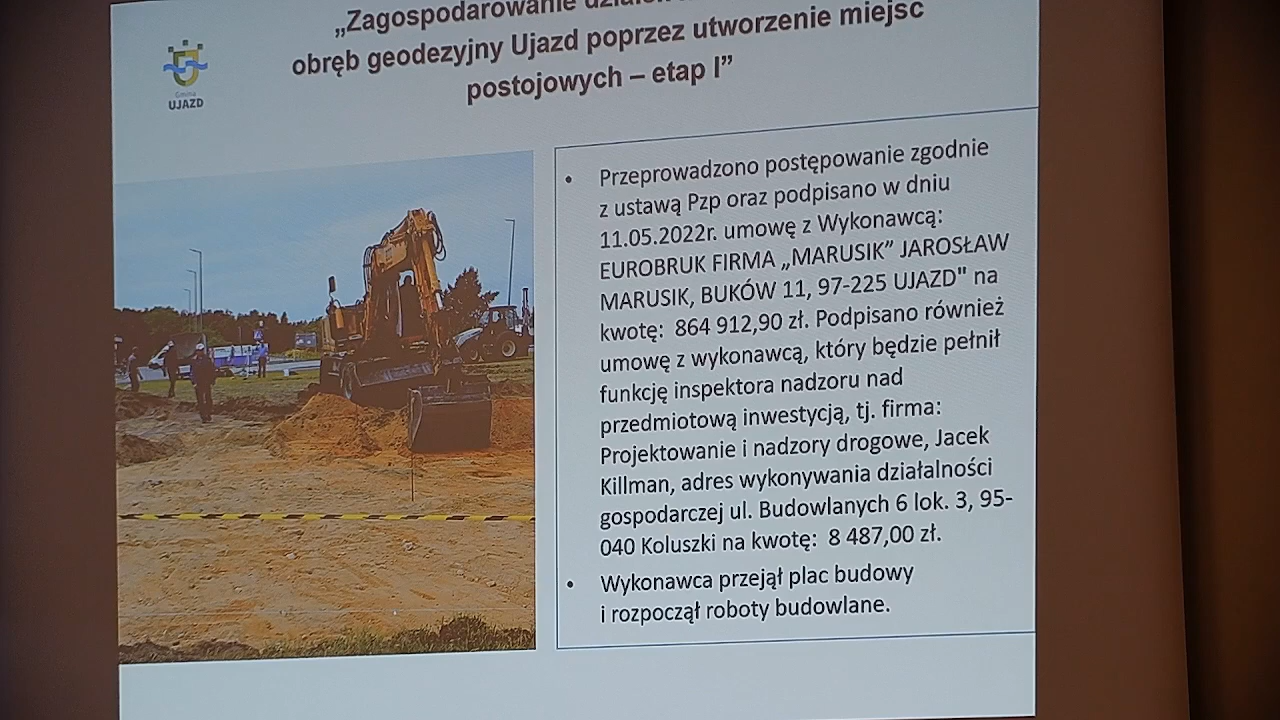 „Zagospodarowanie
obręb geodezyjny Ujazd poprzez utworzenie miejsc
postojowych – etap I”
Gmina
UJAZD
• Przeprowadzono postępowanie zgodnie
z ustawą Pzp oraz podpisano w dniu
11.05.2022r. umowę z Wykonawcą:
EUROBRUK FIRMA „MARUSIK” JAROSŁAW
MARUSIK, BUKÓW 11, 97-225 UJAZD" na
kwotę: 864 912,90 zł. Podpisano również
umowę z wykonawcą, który będzie pełnił
funkcję inspektora nadzoru nad
przedmiotową inwestycją, tj. firma:
Projektowanie i nadzory drogowe, Jacek
Killman, adres wykonywania działalności
gospodarczej ul. Budowlanych 6 lok. 3, 95-
040 Koluszki na kwotę: 8 487,00 zł.
• Wykonawca przejął plac budowy
i rozpoczął roboty budowlane.